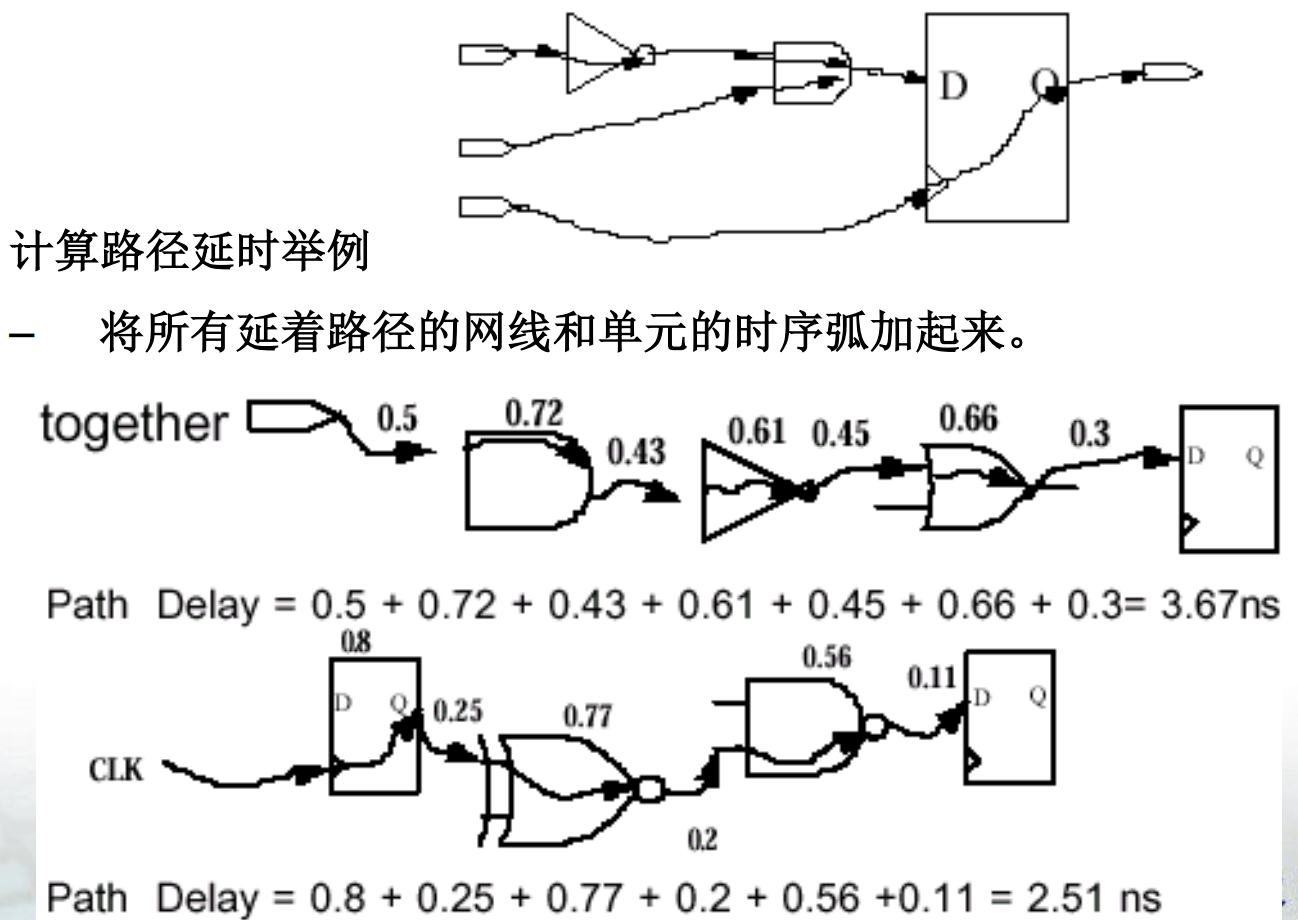 D Q
计算路径延时举例
– 将所有延着路径的网线和单元的时序弧加起来。
together 0.5 0.72 0.43 0.61 0.45 0.66 0.3 D Q
Path Delay = 0.5 + 0.72 + 0.43 + 0.61 + 0.45 + 0.66 + 0.3= 3.67ns
0.8 0.56
D Q 0.25 0.77 0.11 D Q
CLK
0.2
Path Delay = 0.8 + 0.25 + 0.77 + 0.2 + 0.56 +0.11 = 2.51 ns